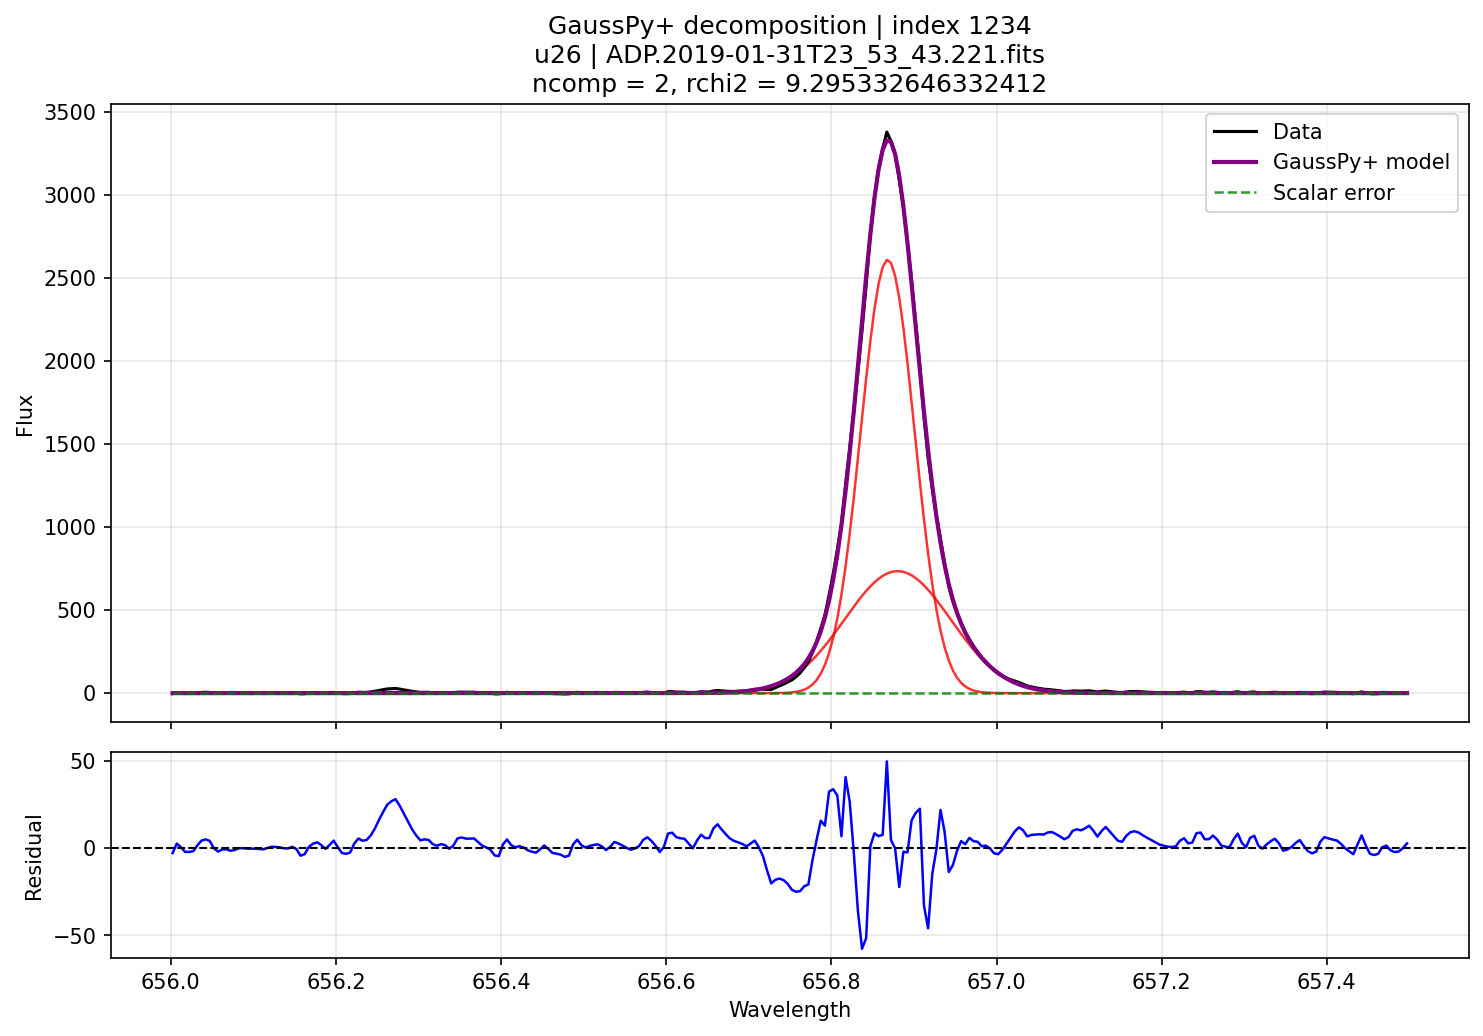 GaussPy+ decomposition | index 1234
u26 | ADP.2019-01-31T23_53_43.221.fits
ncomp = 2, rchi2 = 9.295332646332412
3500
3000
2500
2000
1500
1000
500
0
Flux
Data
GaussPy+ model
Scalar error
50
0
−50
Residual
656.0 656.2 656.4 656.6 656.8 657.0 657.2 657.4
Wavelength